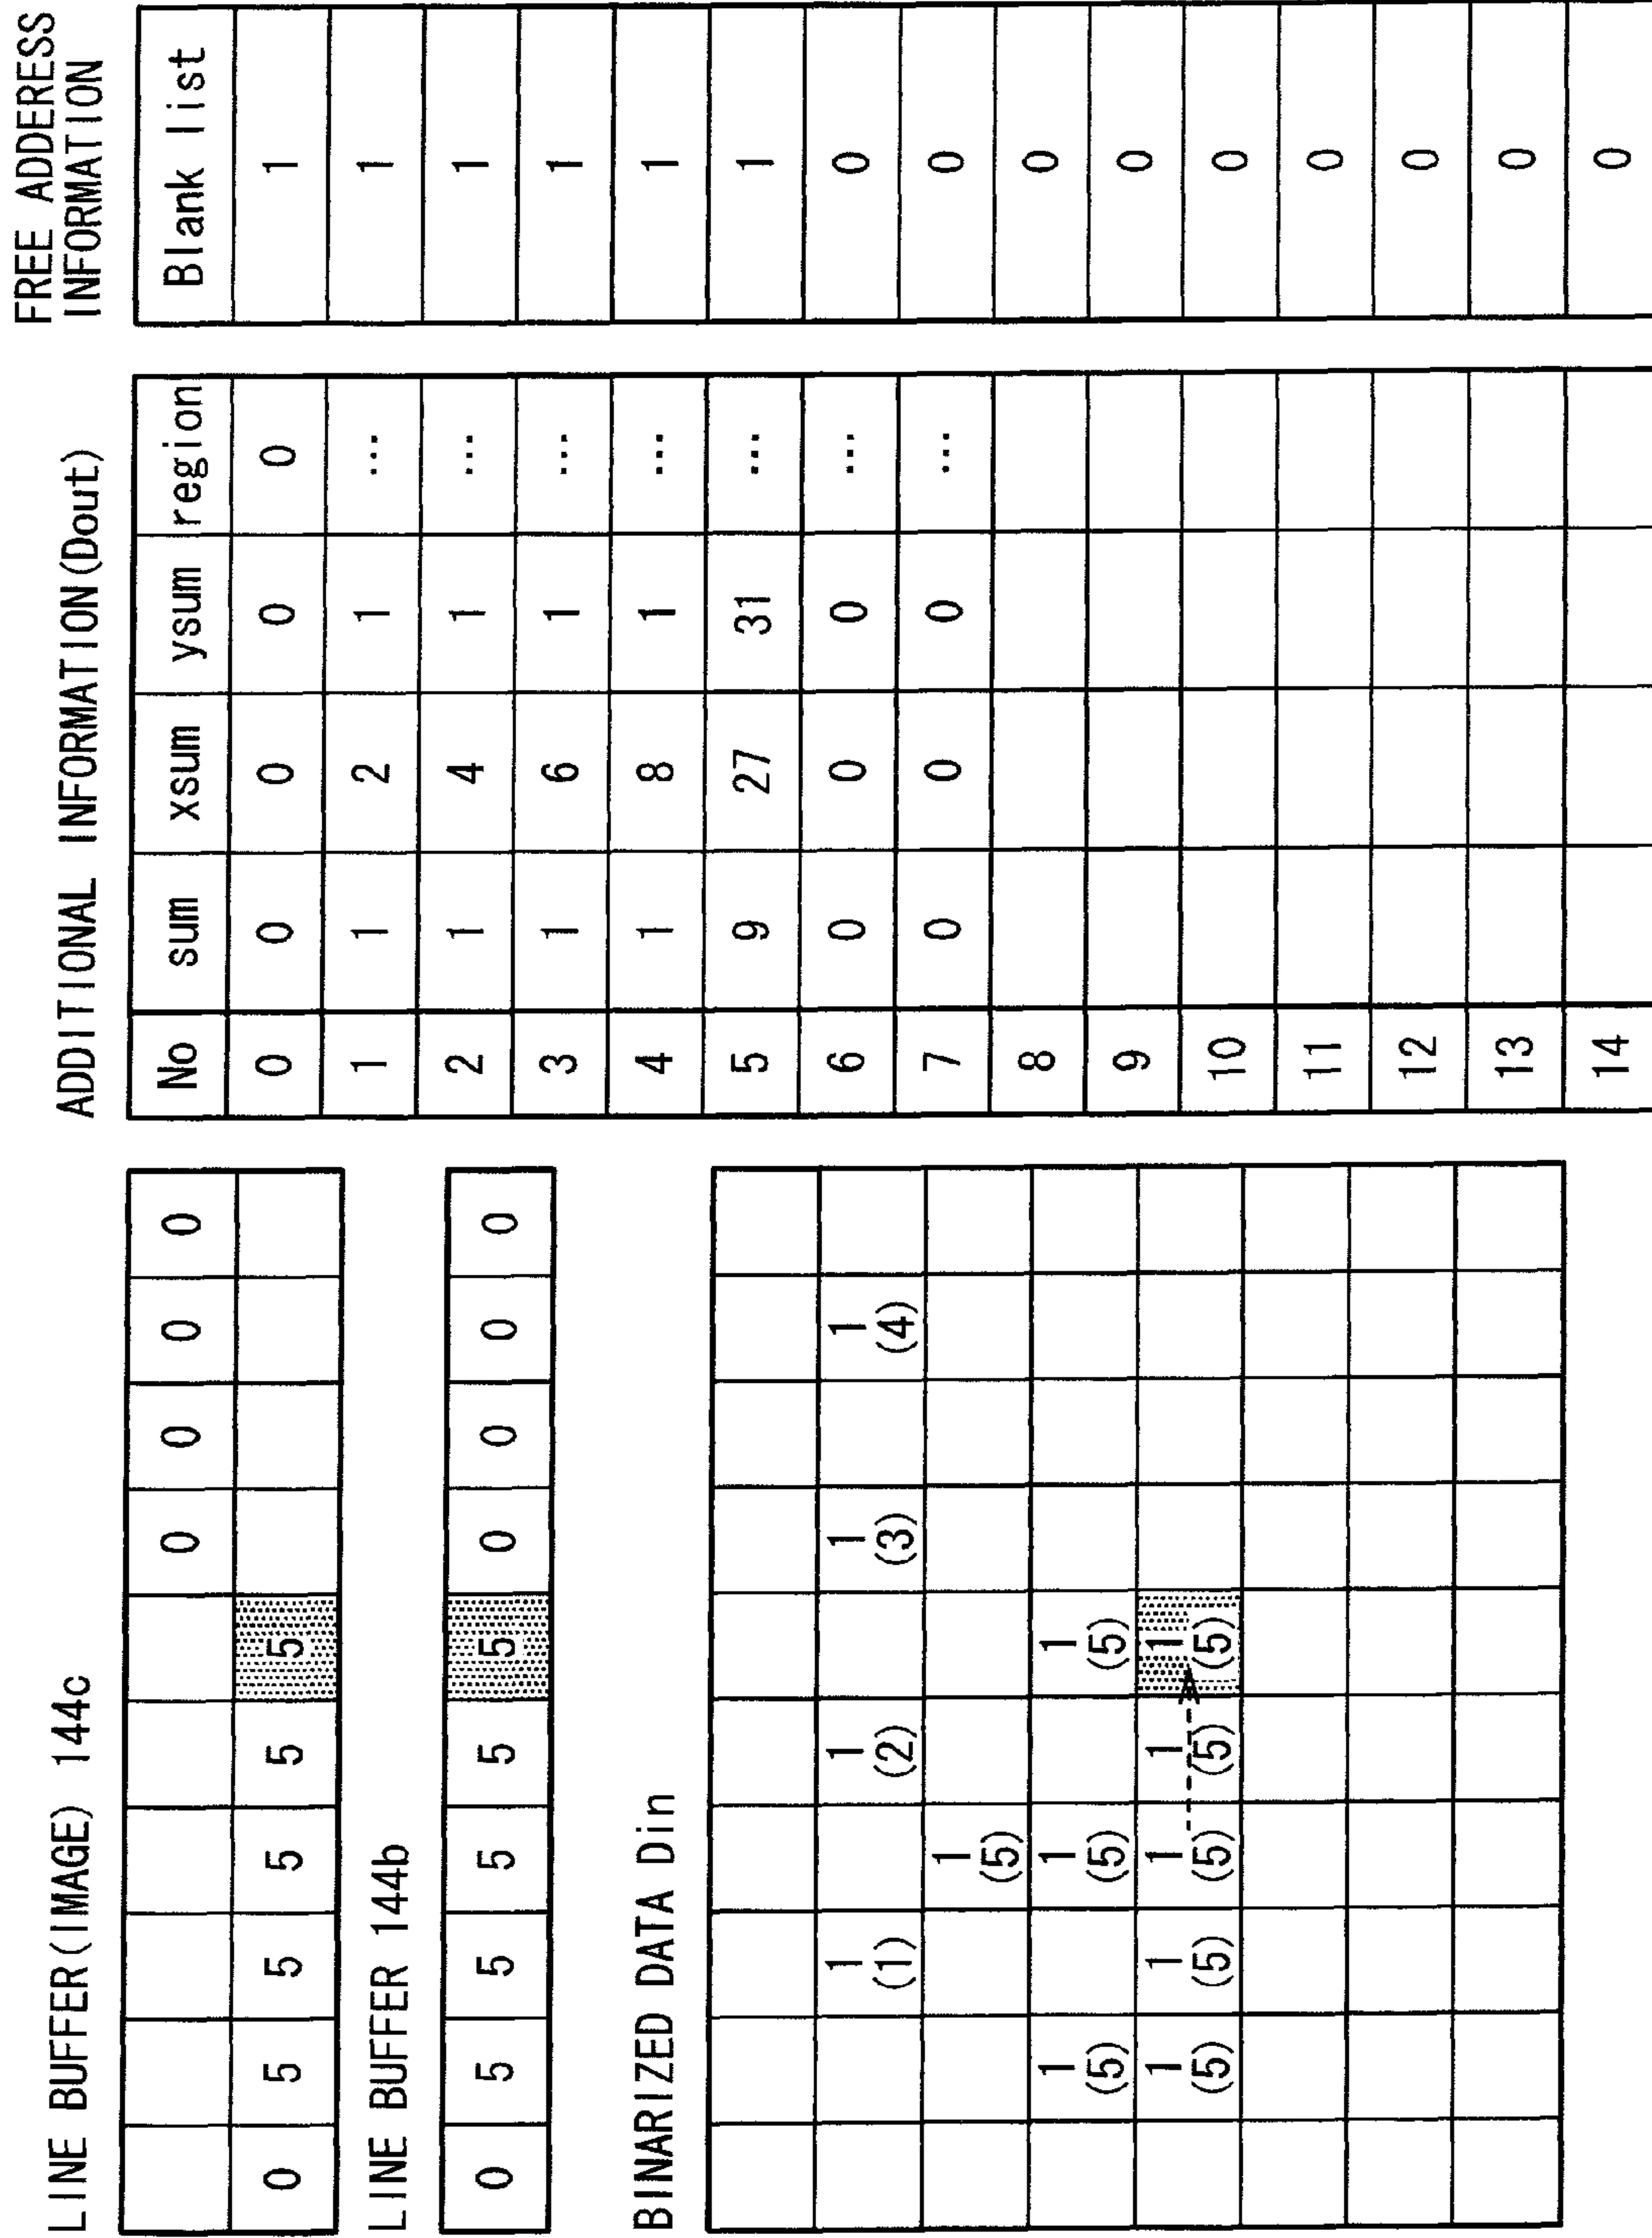 LINE BUFFER(IMAGE) 144c
0 0 0 0
0 5 5 5 5 5
LINE BUFFER 144b
0 5 5 5 5 5 0 0 0 0
BINARIZED DATA Din
1 1 1 1
(1) (2) (3) (4)
1
(5)
1 1 1
(5) (5) (5)
1 1 1 1 1
(5) (5) (5) (5) (5)
ADDITIONAL INFORMATION(Dout)
No sum xsum ysum region
0 0 0 0 0
1 1 2 1 ...
2 1 4 1 ...
3 1 6 1 ...
4 1 8 1 ...
5 9 27 31 ...
6 0 0 0 ...
7 0 0 0 ...
8
9
10
11
12
13
14
FREE ADDERESS
INFORMATION
Blank list
1
1
1
1
1
1
0
0
0
0
0
0
0
0
0